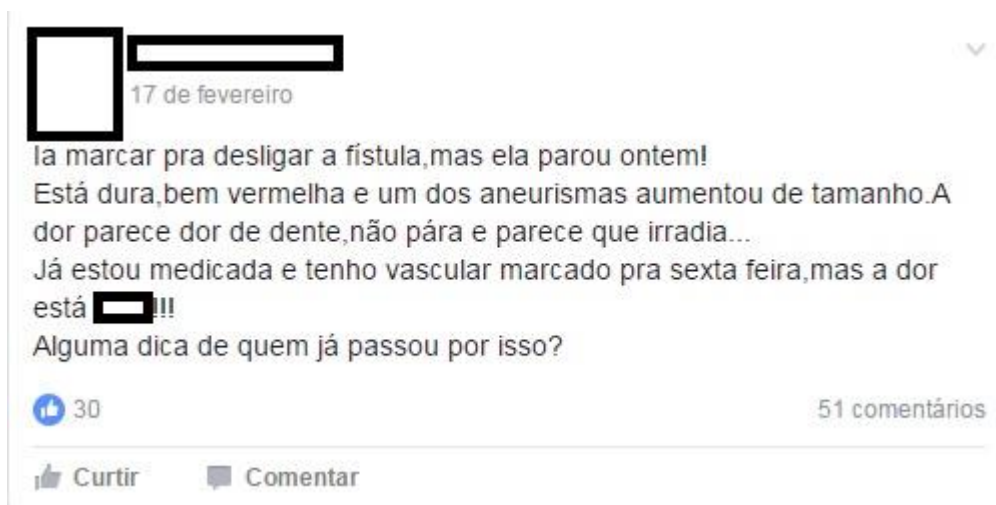 17 de fevereiro
Ia marcar pra desligar a fístula,mas ela parou ontem!
Está dura,bem vermelha e um dos aneurismas aumentou de tamanho.A
dor parece dor de dente,não pára e parece que irradia...
Já estou medicada e tenho vascular marcado pra sexta feira,mas a dor
está !!!
Alguma dica de quem já passou por isso?
30 51 comentários
Curtir Comentar